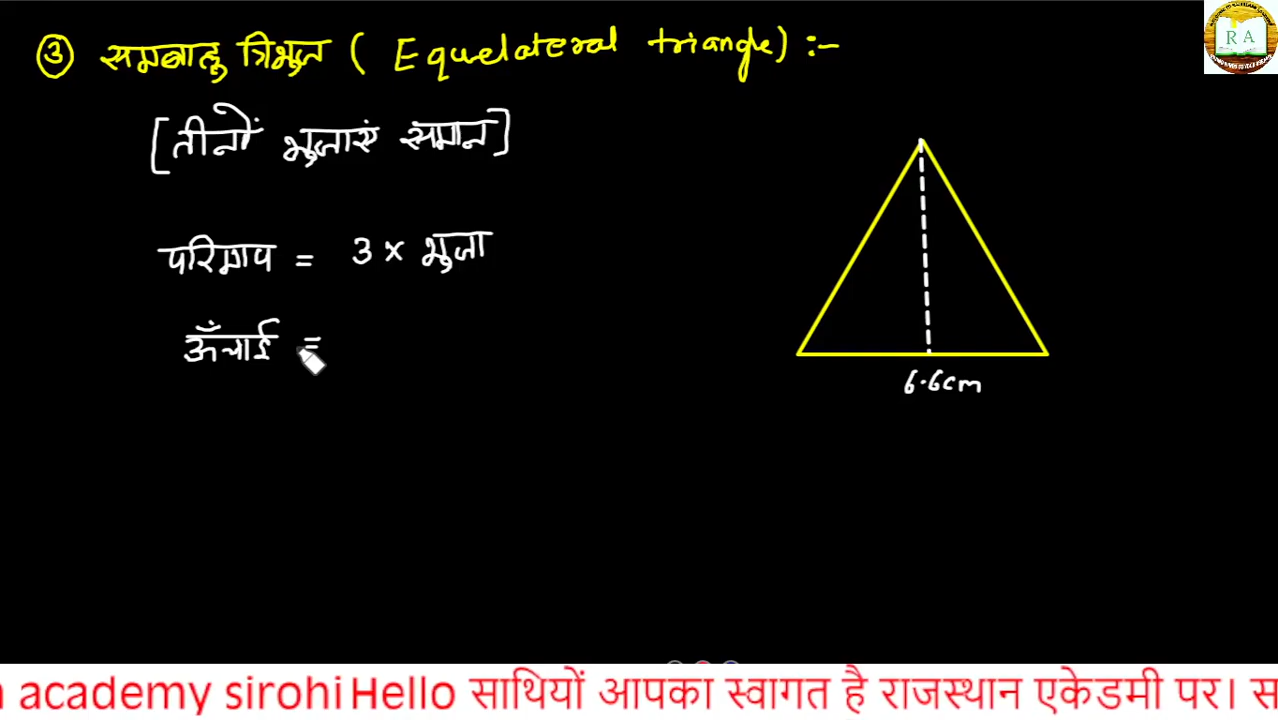 ③ समबाहु त्रिभुज ( Equelateral triangle) :-
RA
[तीनों भुजाएं समान]
परिमाप = 3 × भुजा
ऊँचाई =
6.6cm
academy sirohi Hello साथियों आपका स्वागत है राजस्थान एकेडमी पर। स